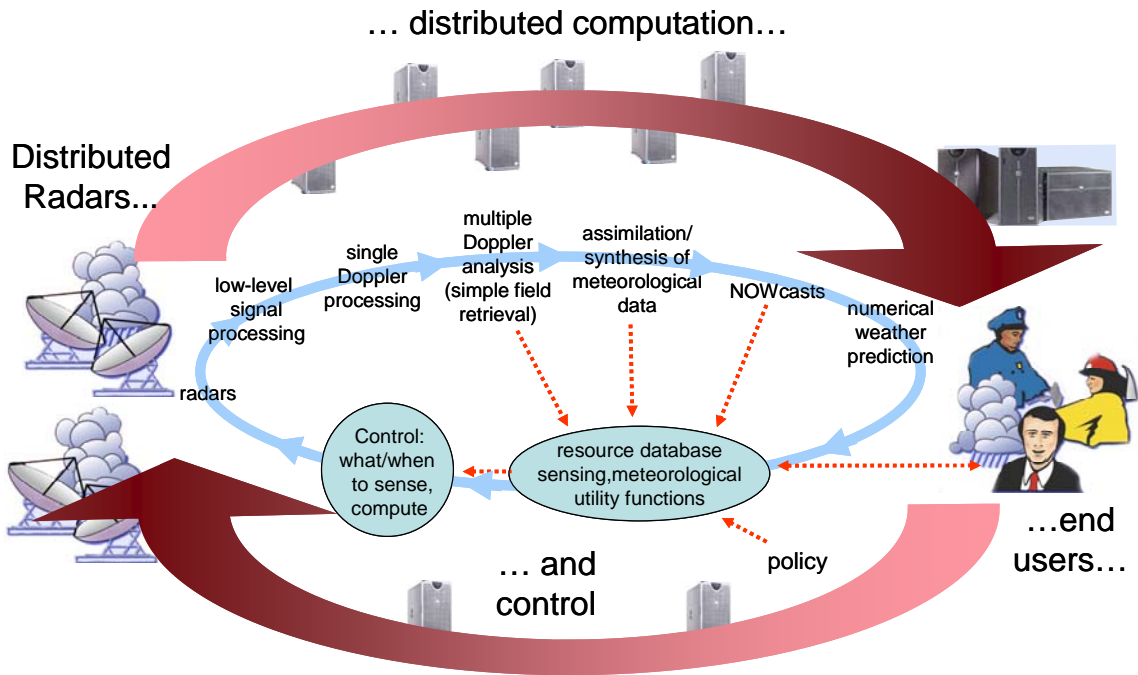 … distributed computation…
Distributed
Radars...
multiple
Doppler
analysis
(simple field
retrieval)
assimilation/
synthesis of
meteorological
data
single
Doppler
processing
low-level
signal
processing
NOWcasts
numerical
weather
prediction
radars
Control:
what/when
to sense,
compute
resource database
sensing,meteorological
utility functions
policy
…end
users…
… and
control